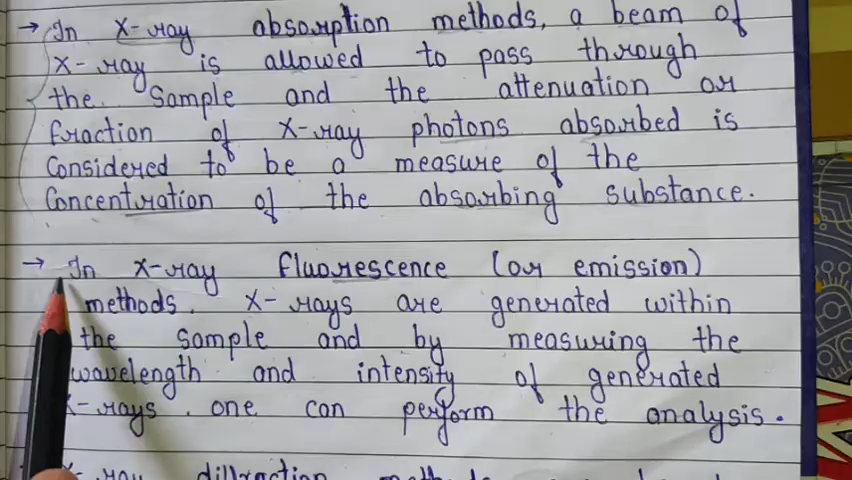 → In X-ray absorption methods, a beam of
X-ray is allowed to pass through
the Sample and the attenuation or
fraction of X-ray photons absorbed is
Considered to be a measure of the
Concentration of the absorbing substance.
→ In X-ray fluorescence (or emission)
methods. X-rays are generated within
the sample and by measuring the
wavelength and intensity of generated
X-rays. one can perform the analysis.
X-ray diffraction methods